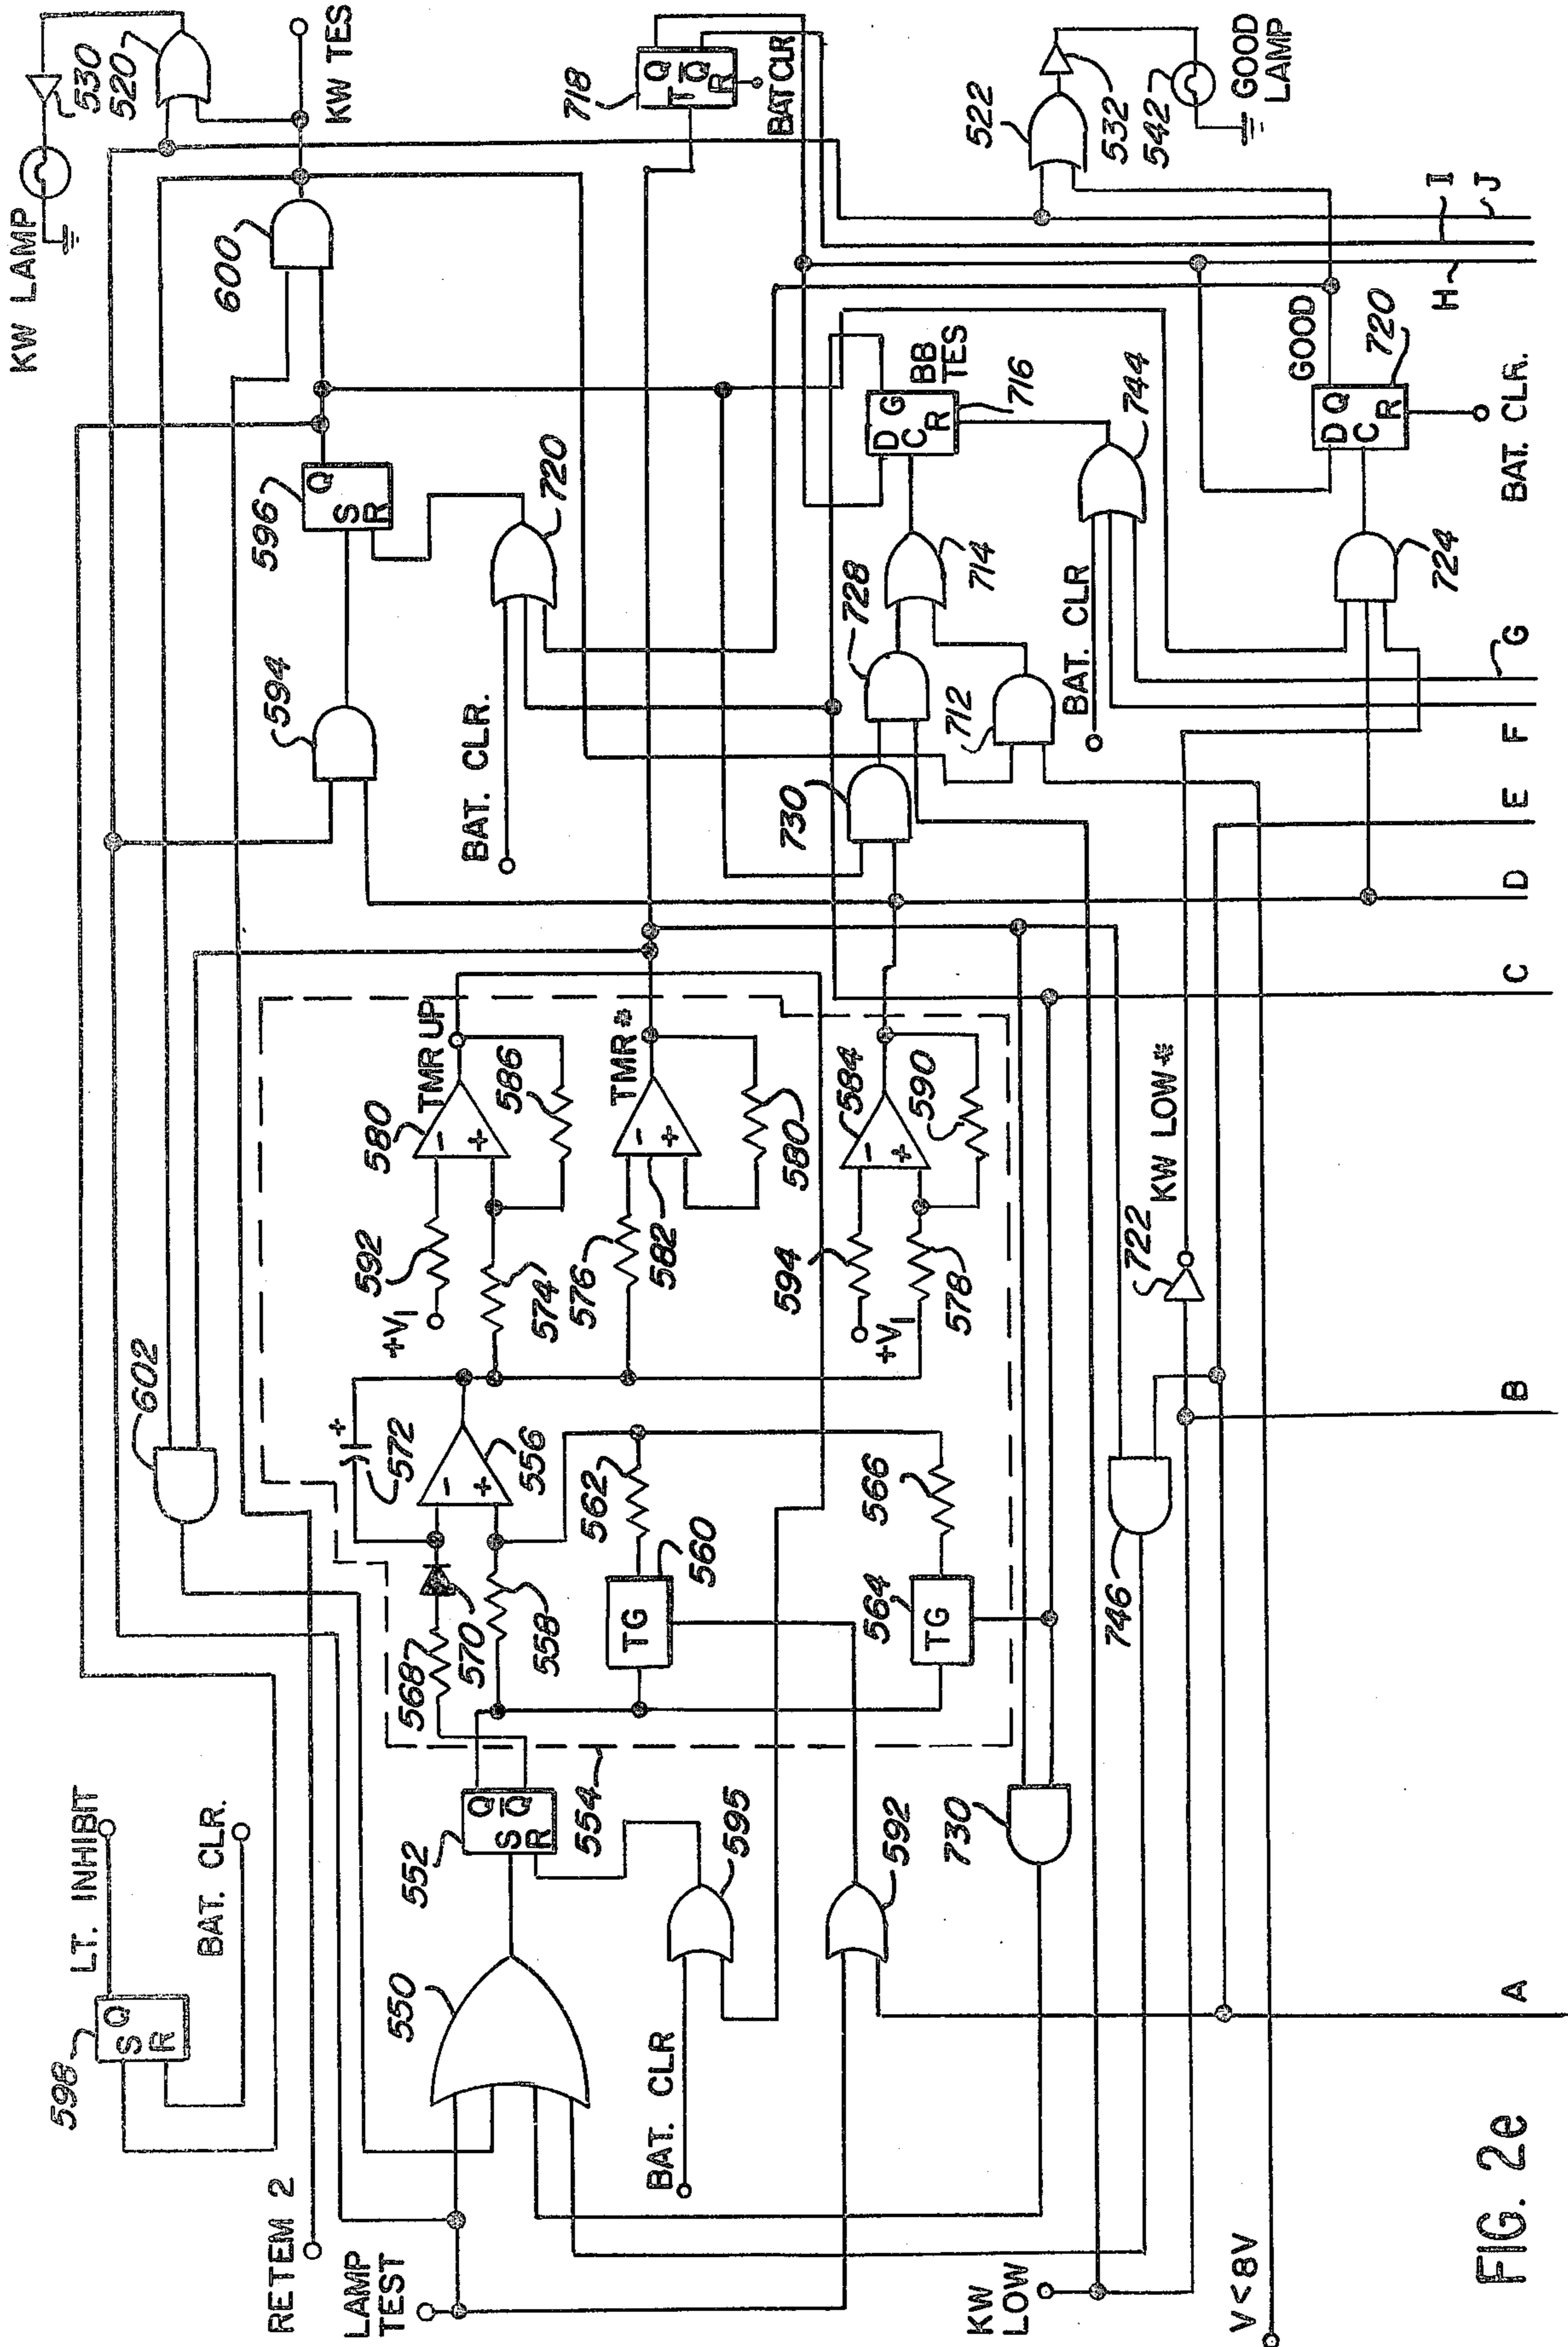 KW LAMP
530
520
KW TES
718
T Q
Q
R
BAT CLR
522
532
542
GOOD
LAMP
I
J
H
600
596
Q
S
R
720
594
BAT. CLR.
BB
TES
D G
C
R
716
744
GOOD
720
D Q
C
R
BAT. CLR.
728
714
712
730
BAT. CLR
724
G
F
E
D
C
602
TMR UP
580
586
592
+V1
574
TMR *
582
576
580
584
590
594
+V1
578
+
572
556
562
560
TG
566
564
TG
568
570
558
KW LOW *
722
746
B
LT. INHIBIT
598
S Q
R
BAT. CLR.
552
Q
Q
S
R
554
595
550
592
730
BAT. CLR
A
RETEM 2
LAMP
TEST
KW
LOW
V < 8V
FIG. 2e